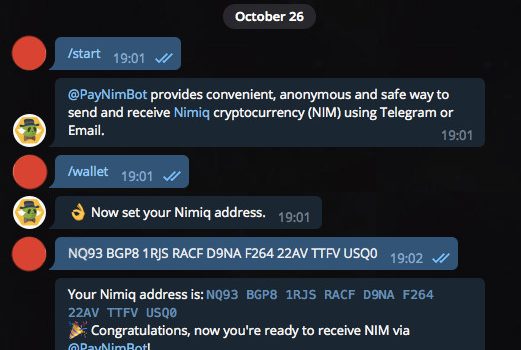 October 26
/start 19:01
@PayNimBot provides convenient, anonymous and safe way to
send and receive Nimiq cryptocurrency (NIM) using Telegram or
Email.
19:01
/wallet 19:01
👌 Now set your Nimiq address. 19:01
NQ93 BGP8 1RJS RACF D9NA F264 22AV TTFV USQ0 19:02
Your Nimiq address is: NQ93 BGP8 1RJS RACF D9NA F264
22AV TTFV USQ0
🎉 Congratulations, now you're ready to receive NIM via
@PayNimBot!